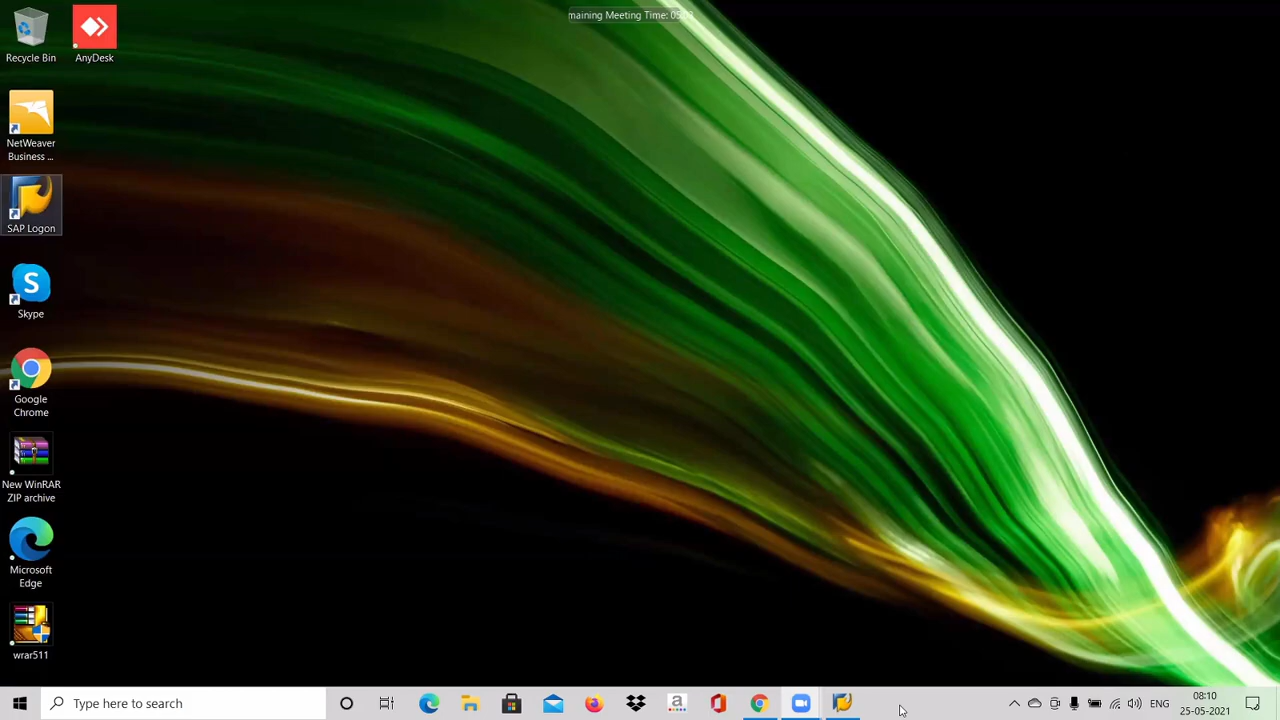 maining Meeting Time: 05
Recycle Bin
AnyDesk
NetWeaver
Business ...
SAP Logon
S
Skype
Google
Chrome
New WinRAR
ZIP archive
Microsoft
Edge
wrar511
Type here to search
a
ENG
08:10
25-05-2021